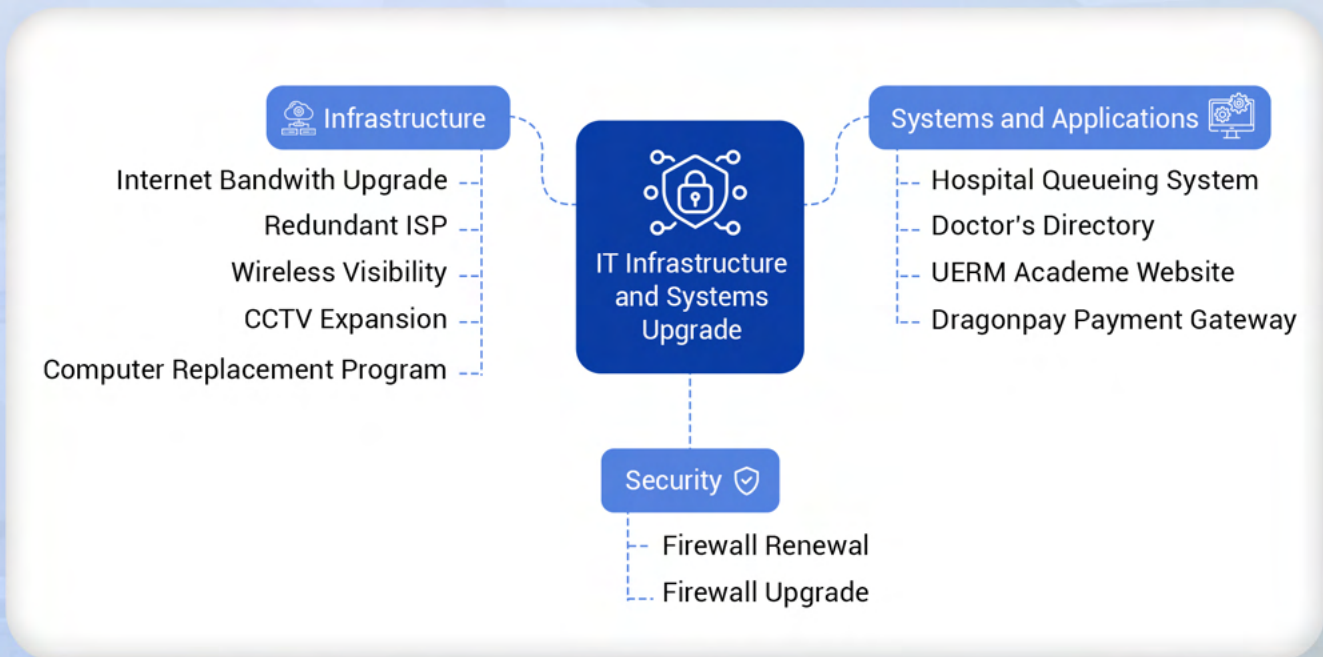 Infrastructure
Internet Bandwith Upgrade
Redundant ISP
Wireless Visibility
CCTV Expansion
Computer Replacement Program
IT Infrastructure
and Systems
Upgrade
Systems and Applications
Hospital Queueing System
Doctor's Directory
UERM Academe Website
Dragonpay Payment Gateway
Security
Firewall Renewal
Firewall Upgrade